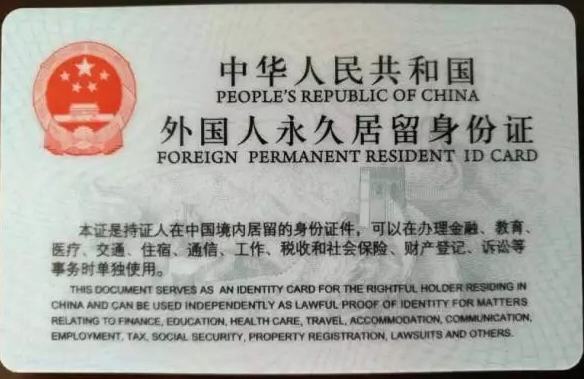 中华人民共和国
PEOPLE'S REPUBLIC OF CHINA
外国人永久居留身份证
FOREIGN PERMANENT RESIDENT ID CARD
本证是持证人在中国境内居留的身份证件，可以在办理金融、教育、
医疗、交通、住宿、通信、工作、税收和社会保险、财产登记、诉讼等
事务时单独使用。
THIS DOCUMENT SERVES AS AN IDENTITY CARD FOR THE RIGHTFUL HOLDER RESIDING IN
CHINA AND CAN BE USED INDEPENDENTLY AS LAWFUL PROOF OF IDENTITY FOR MATTERS
RELATING TO FINANCE, EDUCATION, HEALTH CARE, TRAVEL, ACCOMMODATION, COMMUNICATION,
EMPLOYMENT, TAX, SOCIAL SECURITY, PROPERTY REGISTRATION, LAWSUITS AND OTHERS.